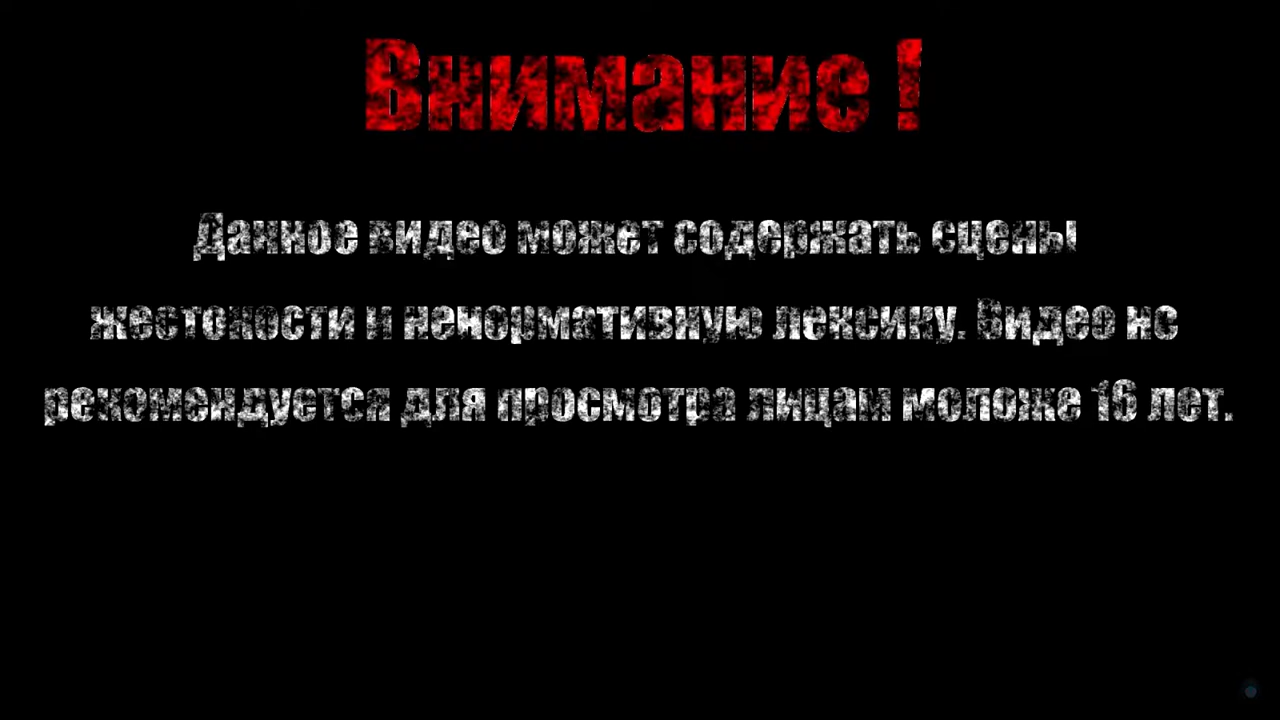 Внимание !
Данное видео может содержать сцены
жестокости и ненормативную лексику. Видео не
рекомендуется для просмотра лицам моложе 16 лет.